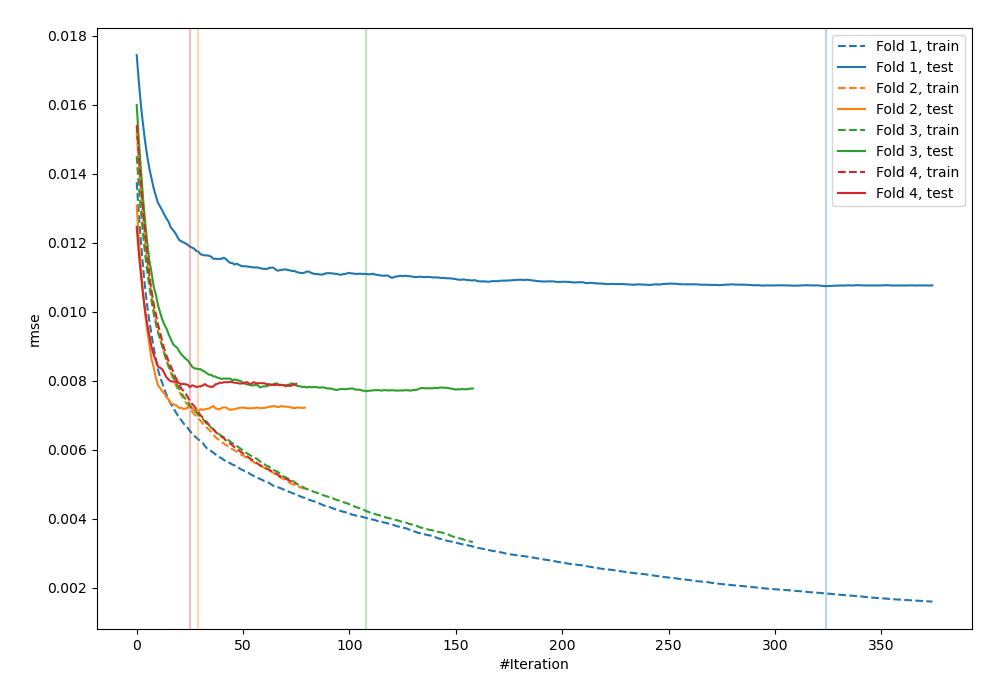 0.018
0.016
0.014
0.012
0.010
0.008
0.006
0.004
0.002
rmse
0 50 100 150 200 250 300 350
#Iteration
Fold 1, train
Fold 1, test
Fold 2, train
Fold 2, test
Fold 3, train
Fold 3, test
Fold 4, train
Fold 4, test